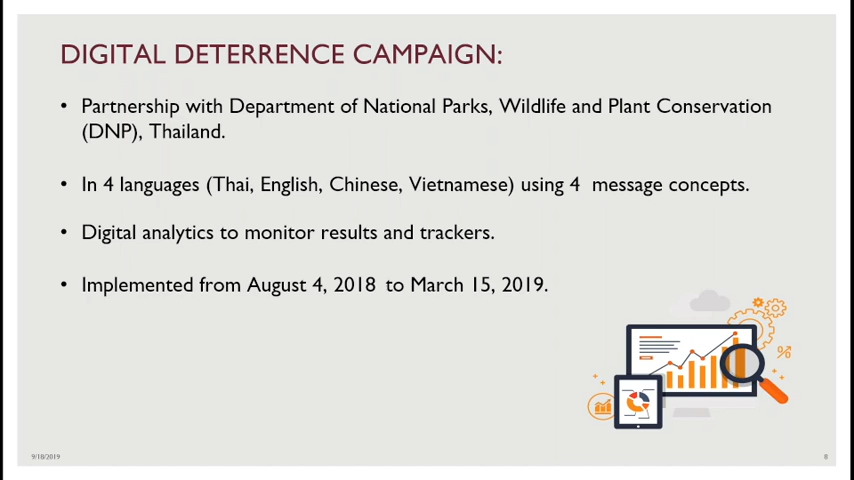 DIGITAL DETERRENCE CAMPAIGN:
• Partnership with Department of National Parks, Wildlife and Plant Conservation
(DNP), Thailand.
• In 4 languages (Thai, English, Chinese, Vietnamese) using 4 message concepts.
• Digital analytics to monitor results and trackers.
• Implemented from August 4, 2018 to March 15, 2019.
%
9/18/2019
8